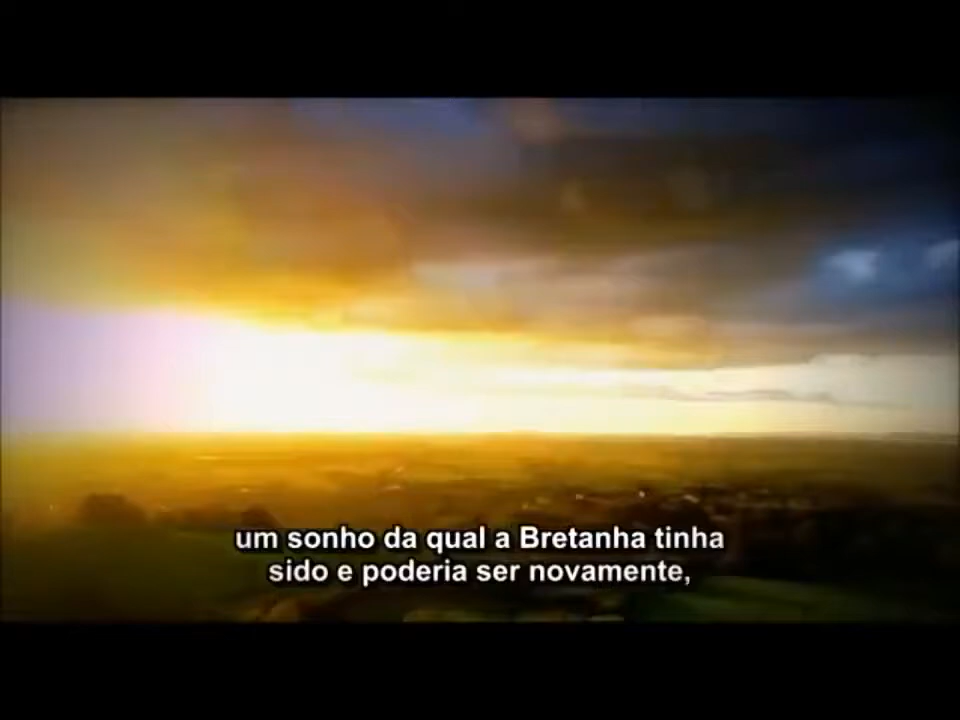 um sonho da qual a Bretanha tinha
sido e poderia ser novamente,